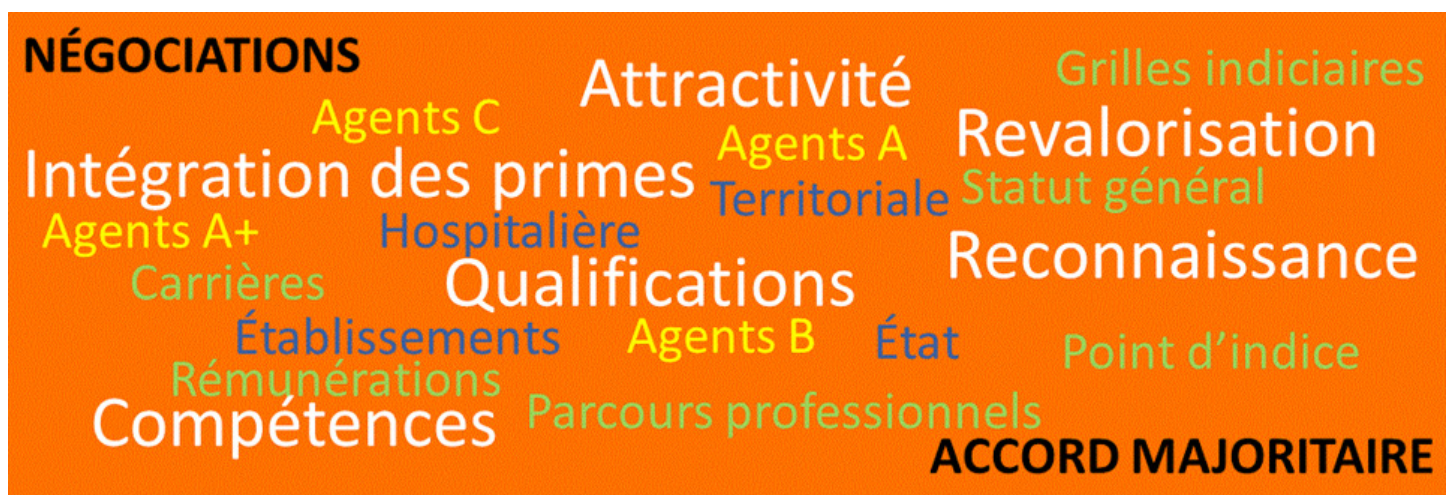 NÉGOCIATIONS
Attractivité
Grilles indiciaires
Agents C
Agents A
Revalorisation
Intégration des primes
Territoriale
Statut général
Agents A+
Hospitalière
Reconnaissance
Carrières
Qualifications
Établissements
Agents B
État
Point d’indice
Rémunérations
Compétences
Parcours professionnels
ACCORD MAJORITAIRE